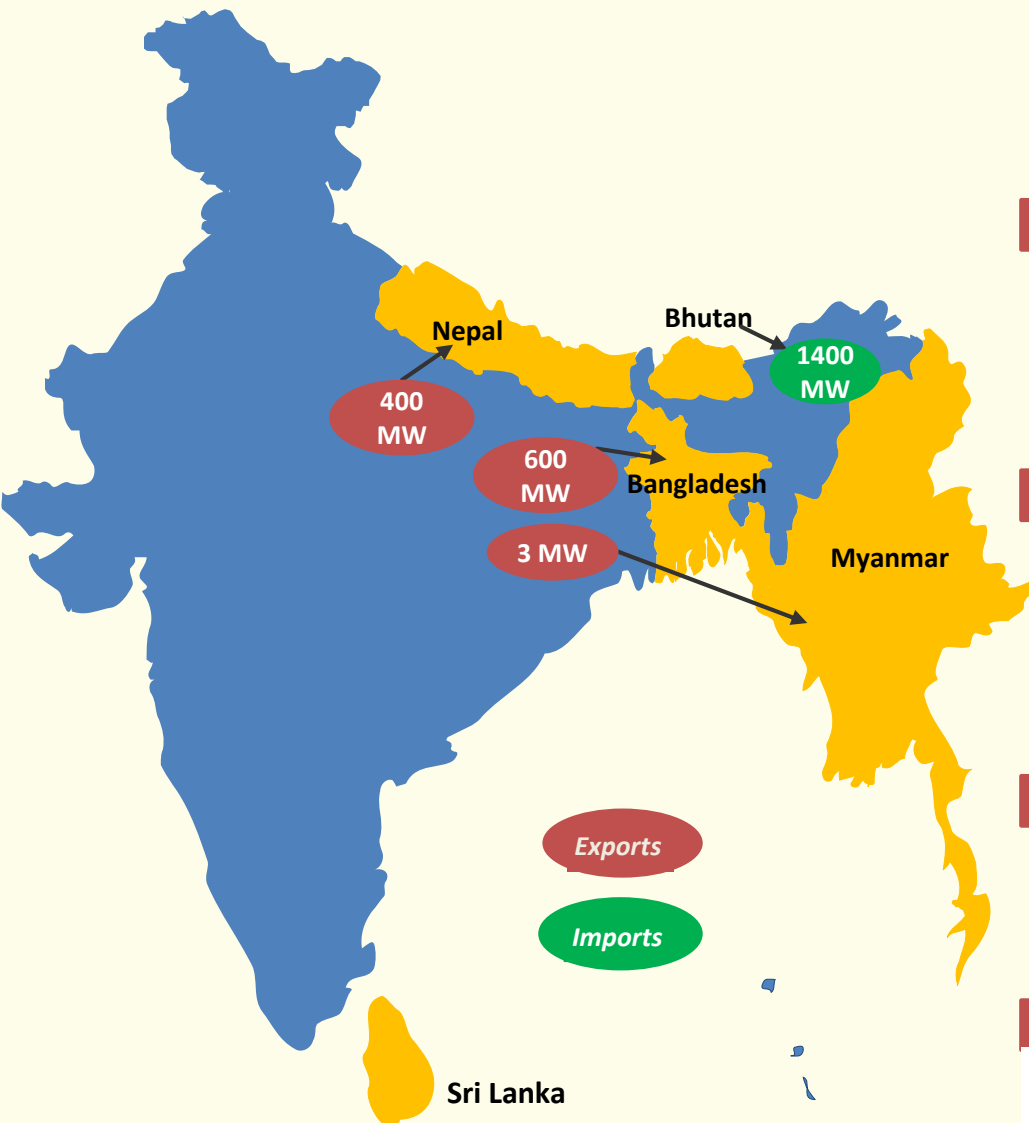 Bhutan
Nepal
1400
MW
400
MW
600
MW
Bangladesh
3 MW
Myanmar
Exports
Imports
Sri Lanka